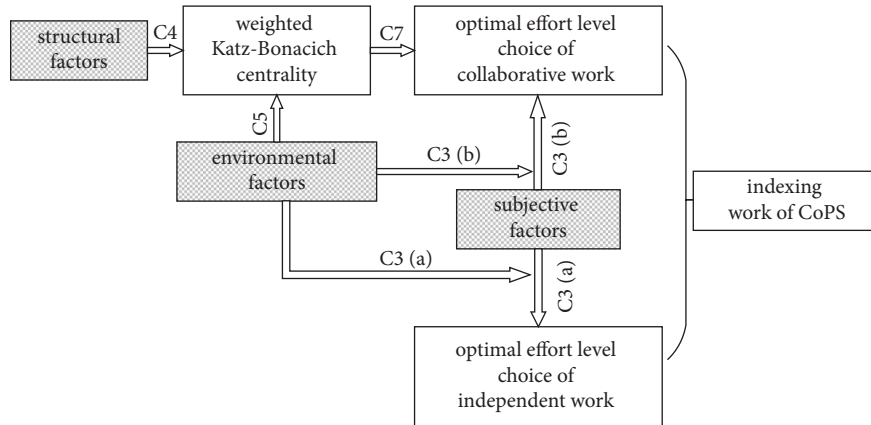 structural
factors
C4
weighted
Katz-Bonacich
centrality
C7
optimal effort level
choice of
collaborative work
C5
C3 (b)
environmental
factors
C3 (b)
subjective
factors
indexing
work of CoPS
C3 (a)
C3 (a)
optimal effort level
choice of
independent work